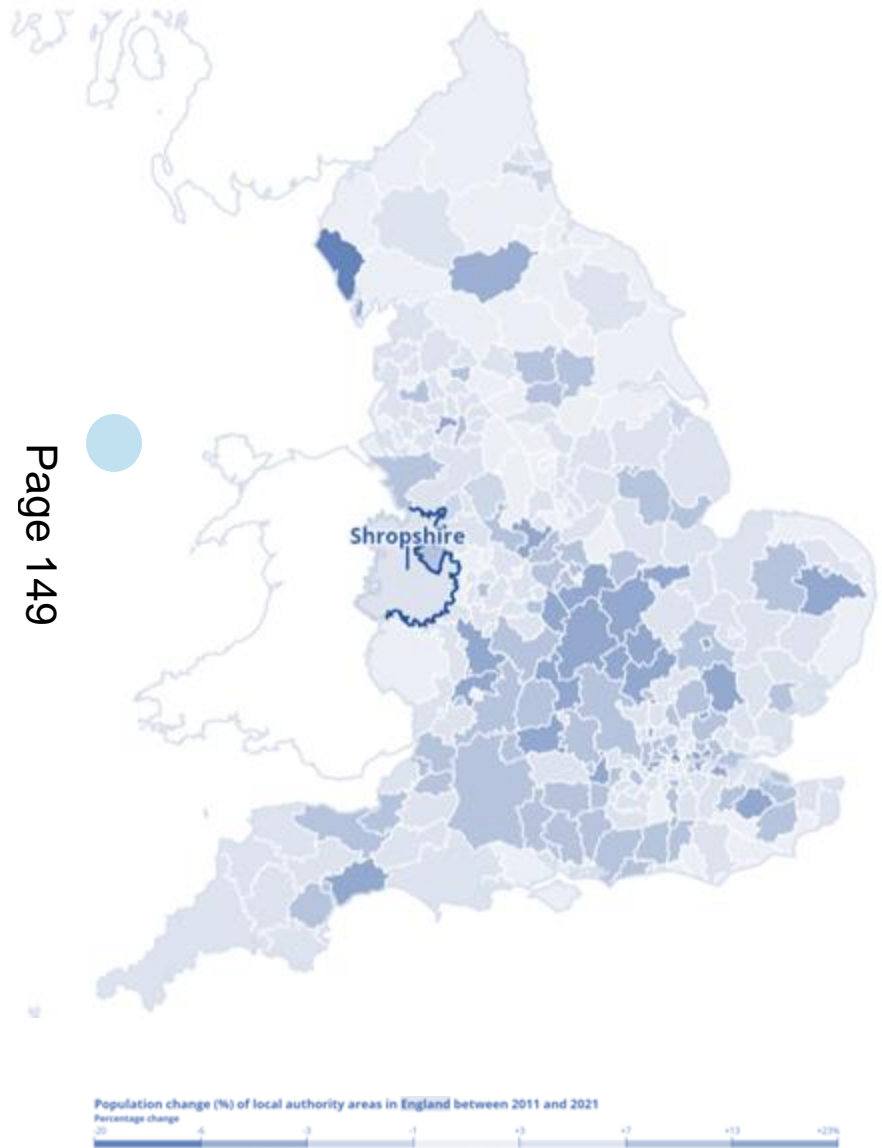 Page 149
Shropshire
Population change (%) of local authority areas in England between 2011 and 2021
Percentage change
-20 -6 -3 -1 +3 +7 +13 +23%